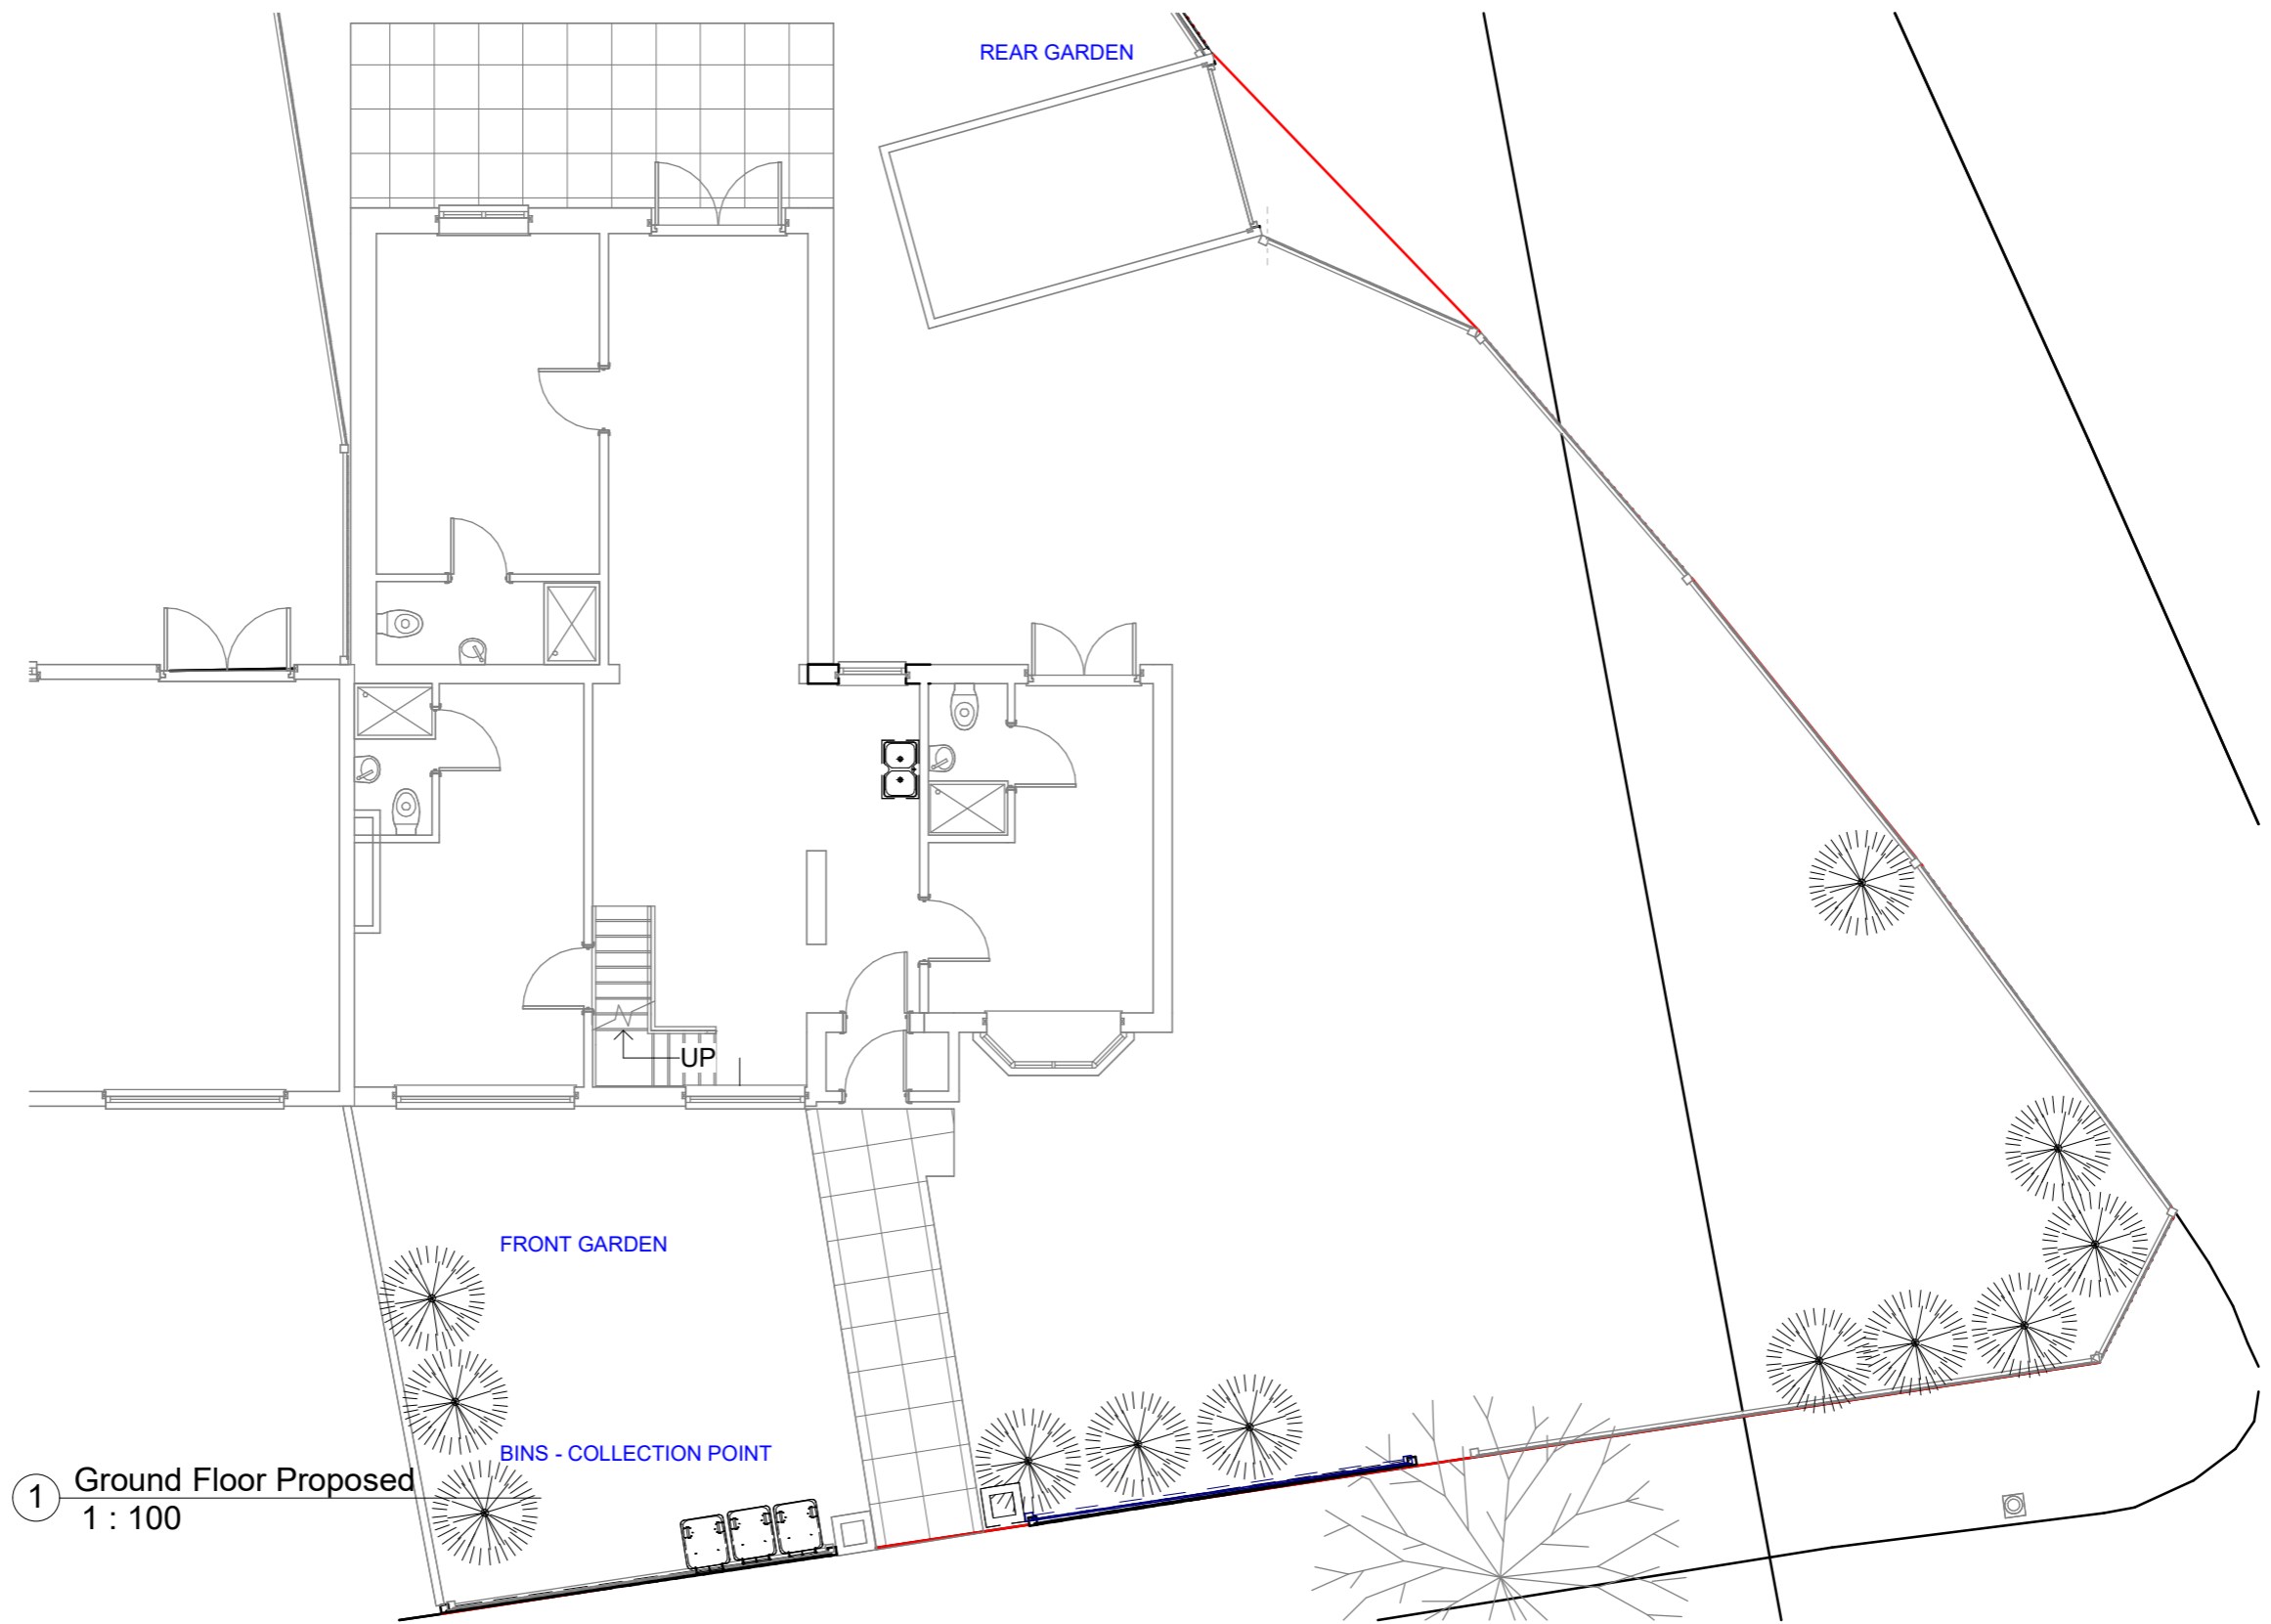 REAR GARDEN
UP
FRONT GARDEN
BINS - COLLECTION POINT
1 Ground Floor Proposed
1 : 100